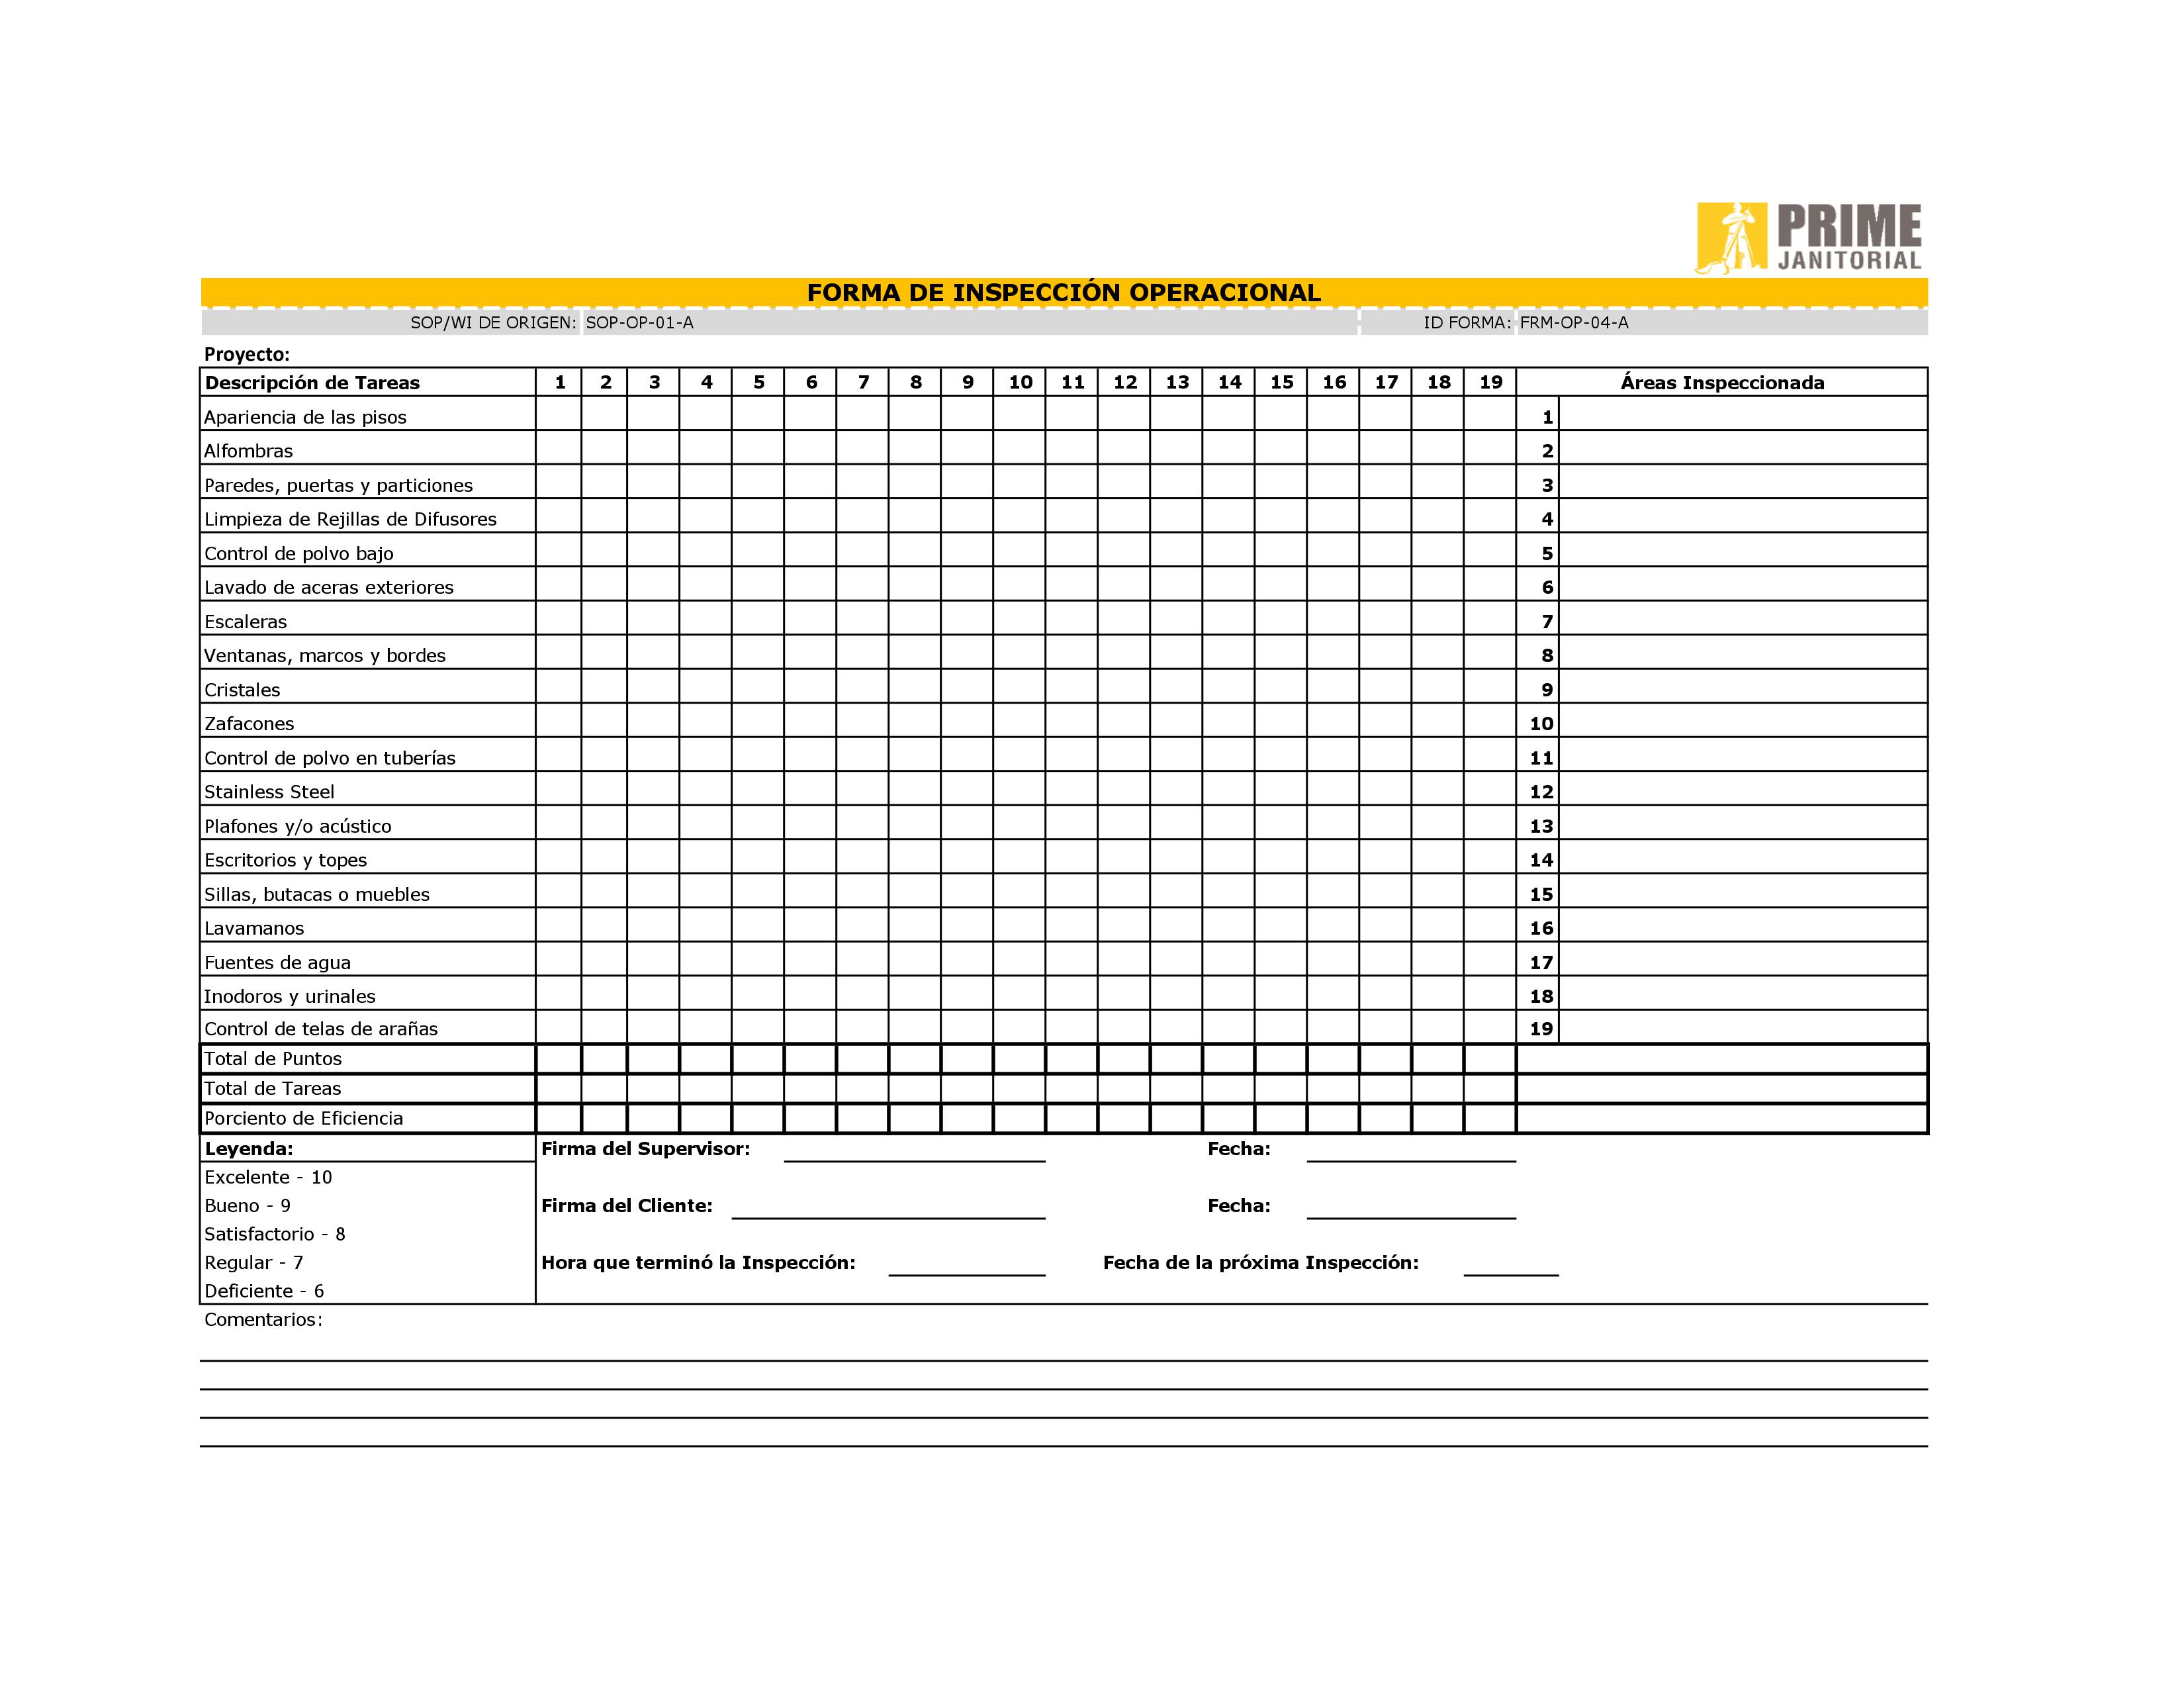 PRIME
JANITORIAL
FORMA DE INSPECCIÓN OPERACIONAL
SOP/WI DE ORIGEN: SOP-OP-01-A ID FORMA: FRM-OP-04-A
Proyecto:
Descripción de Tareas 1 2 3 4 5 6 7 8 9 10 11 12 13 14 15 16 17 18 19 Áreas Inspeccionada
Apariencia de las pisos 1
Alfombras 2
Paredes, puertas y particiones 3
Limpieza de Rejillas de Difusores 4
Control de polvo bajo 5
Lavado de aceras exteriores 6
Escaleras 7
Ventanas, marcos y bordes 8
Cristales 9
Zafacones 10
Control de polvo en tuberías 11
Stainless Steel 12
Plafones y/o acústico 13
Escritorios y topes 14
Sillas, butacas o muebles 15
Lavamanos 16
Fuentes de agua 17
Inodoros y urinales 18
Control de telas de arañas 19
Total de Puntos
Total de Tareas
Porciento de Eficiencia
Leyenda: Firma del Supervisor: Fecha:
Excelente - 10
Bueno - 9 Firma del Cliente: Fecha:
Satisfactorio - 8
Regular - 7 Hora que terminó la Inspección: Fecha de la próxima Inspección:
Deficiente - 6
Comentarios: